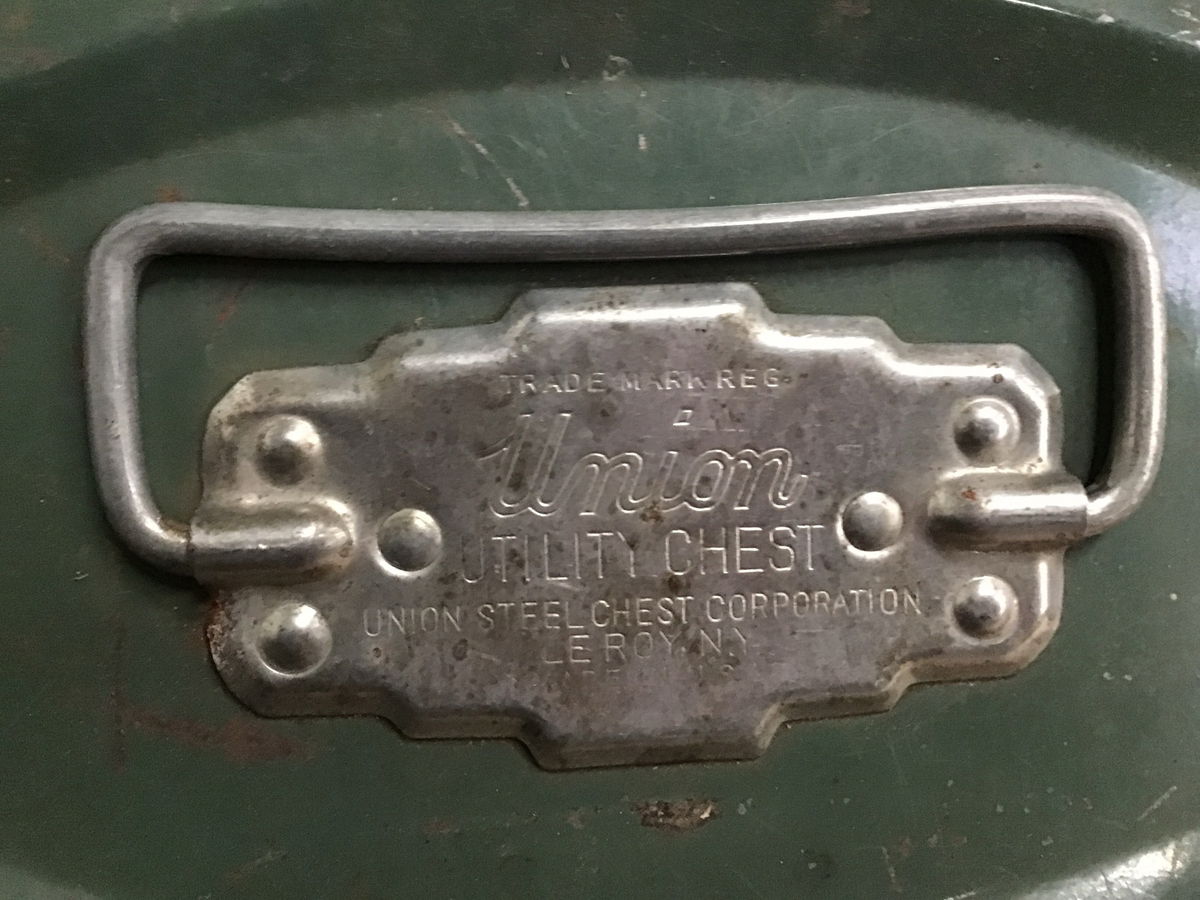 TRADE MARK REG.
Union
UTILITY CHEST
UNION STEEL CHEST CORPORATION
LE ROY, N.Y.